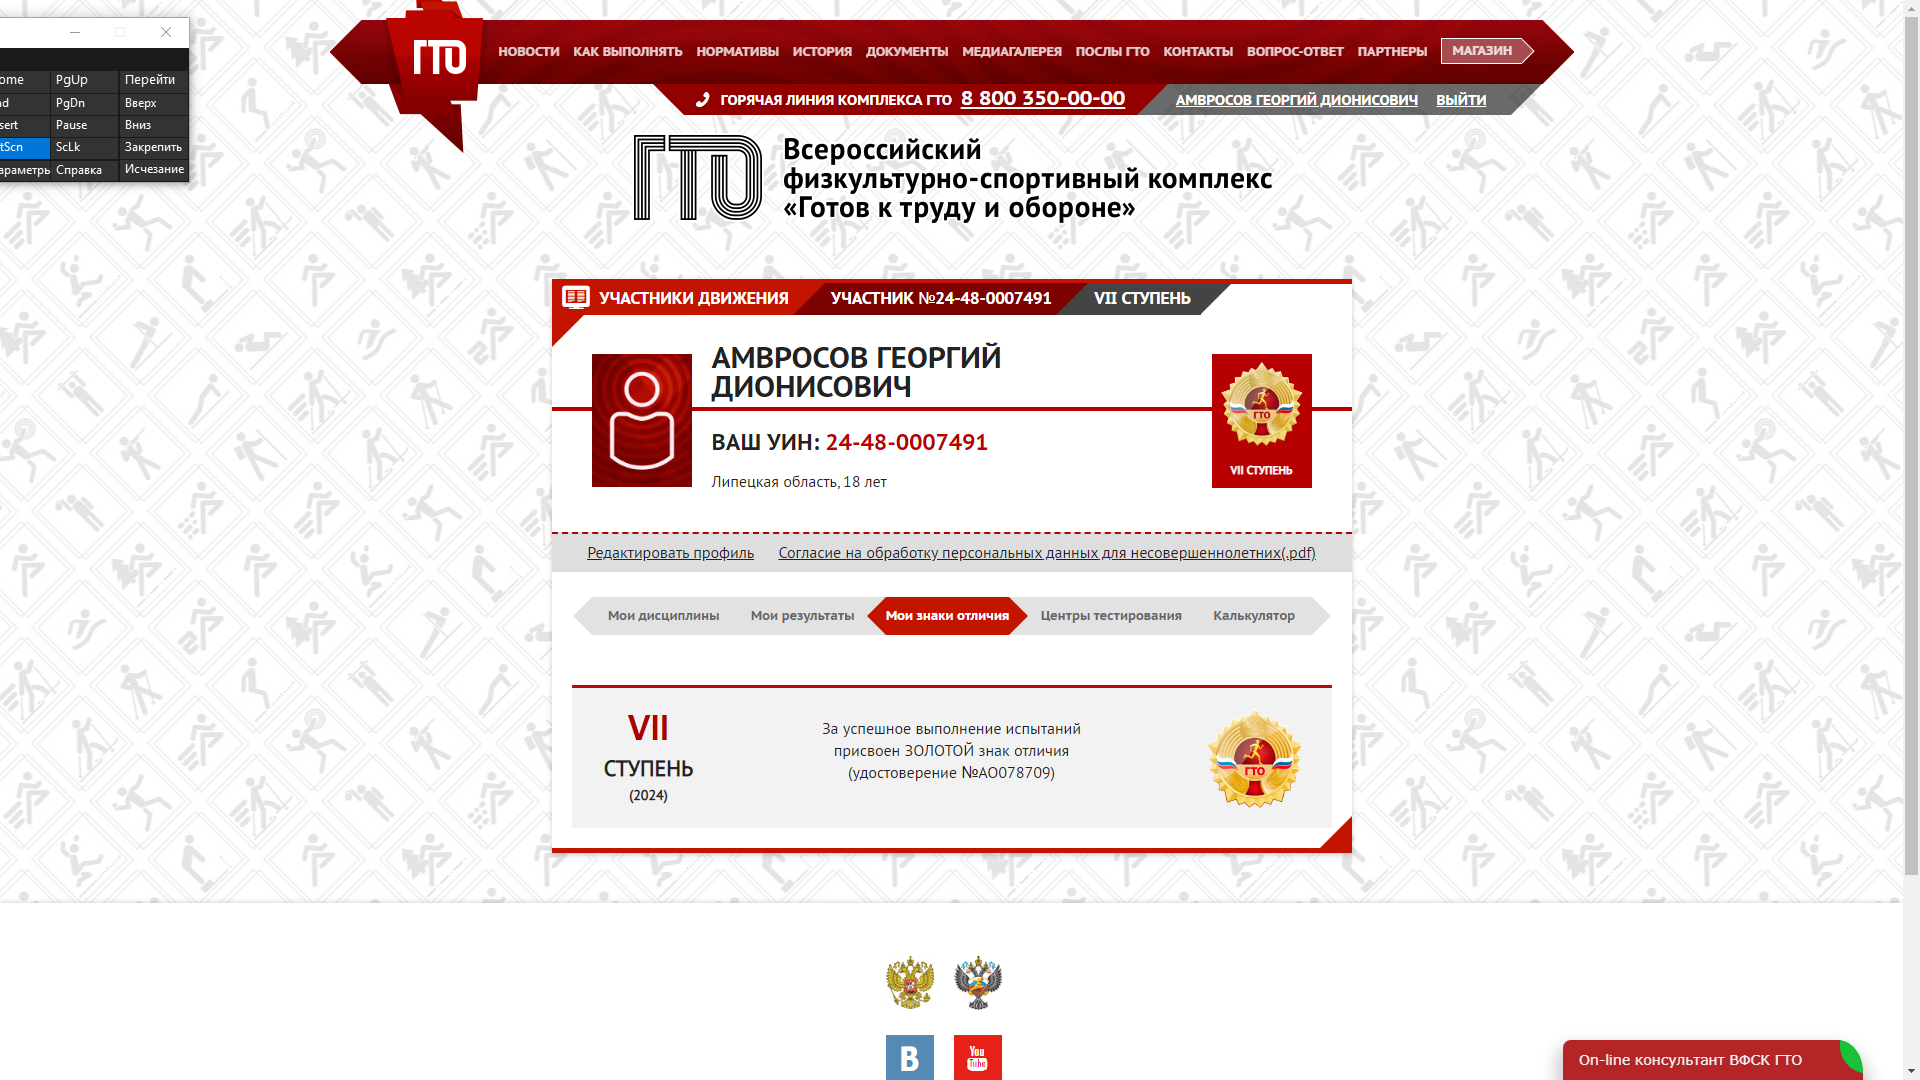 ГТО
НОВОСТИ КАК ВЫПОЛНЯТЬ НОРМАТИВЫ ИСТОРИЯ ДОКУМЕНТЫ МЕДИАГАЛЕРЕЯ ПОСЛЫ ГТО КОНТАКТЫ ВОПРОС-ОТВЕТ ПАРТНЕРЫ МАГАЗИН
PgUp Перейти
PgDn Вверх
Pause Вниз
ScLk Закрепить
Справка Исчезание
ГОРЯЧАЯ ЛИНИЯ КОМПЛЕКСА ГТО 8 800 350-00-00 АМВРОСОВ ГЕОРГИЙ ДИОНИСОВИЧ ВЫЙТИ
ГТО
Всероссийский
физкультурно-спортивный комплекс
«Готов к труду и обороне»
УЧАСТНИКИ ДВИЖЕНИЯ УЧАСТНИК №24-48-0007491 VII СТУПЕНЬ
АМВРОСОВ ГЕОРГИЙ
ДИОНИСОВИЧ
ВАШ УИН: 24-48-0007491
Липецкая область, 18 лет
ГТО
VII СТУПЕНЬ
Редактировать профиль Согласие на обработку персональных данных для несовершеннолетних(.pdf)
Мои дисциплины Мои результаты Мои знаки отличия Центры тестирования Калькулятор
VII
СТУПЕНЬ
(2024)
За успешное выполнение испытаний
присвоен ЗОЛОТОЙ знак отличия
(удостоверение №АО078709)
ГТО
В You Tube
On-line консультант ВФСК ГТО